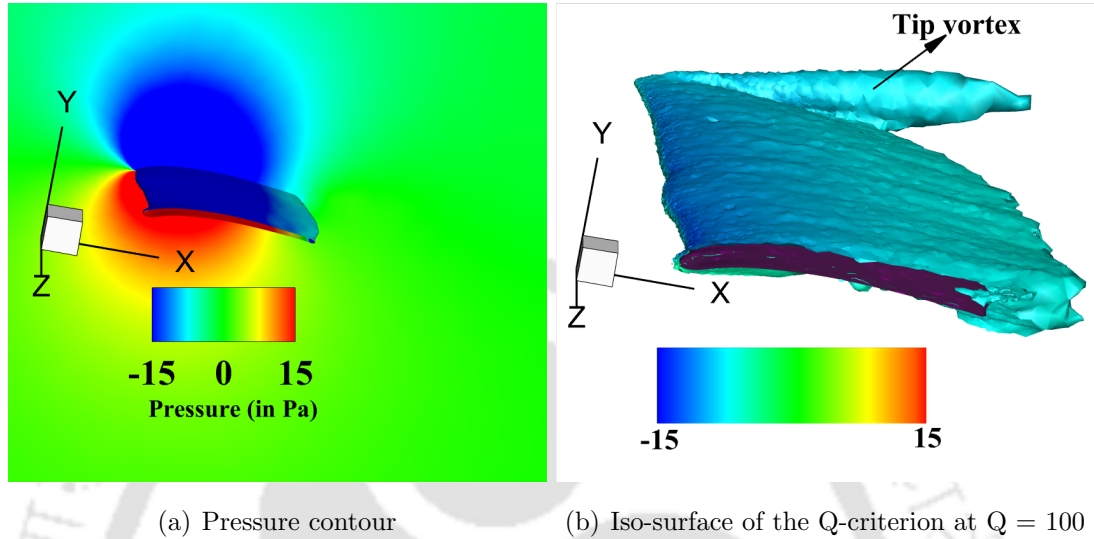 Y
X
Z
-15 0 15
Pressure (in Pa)
Tip vortex
Y
X
Z
-15 15
(a) Pressure contour
(b) Iso-surface of the Q-criterion at Q = 100